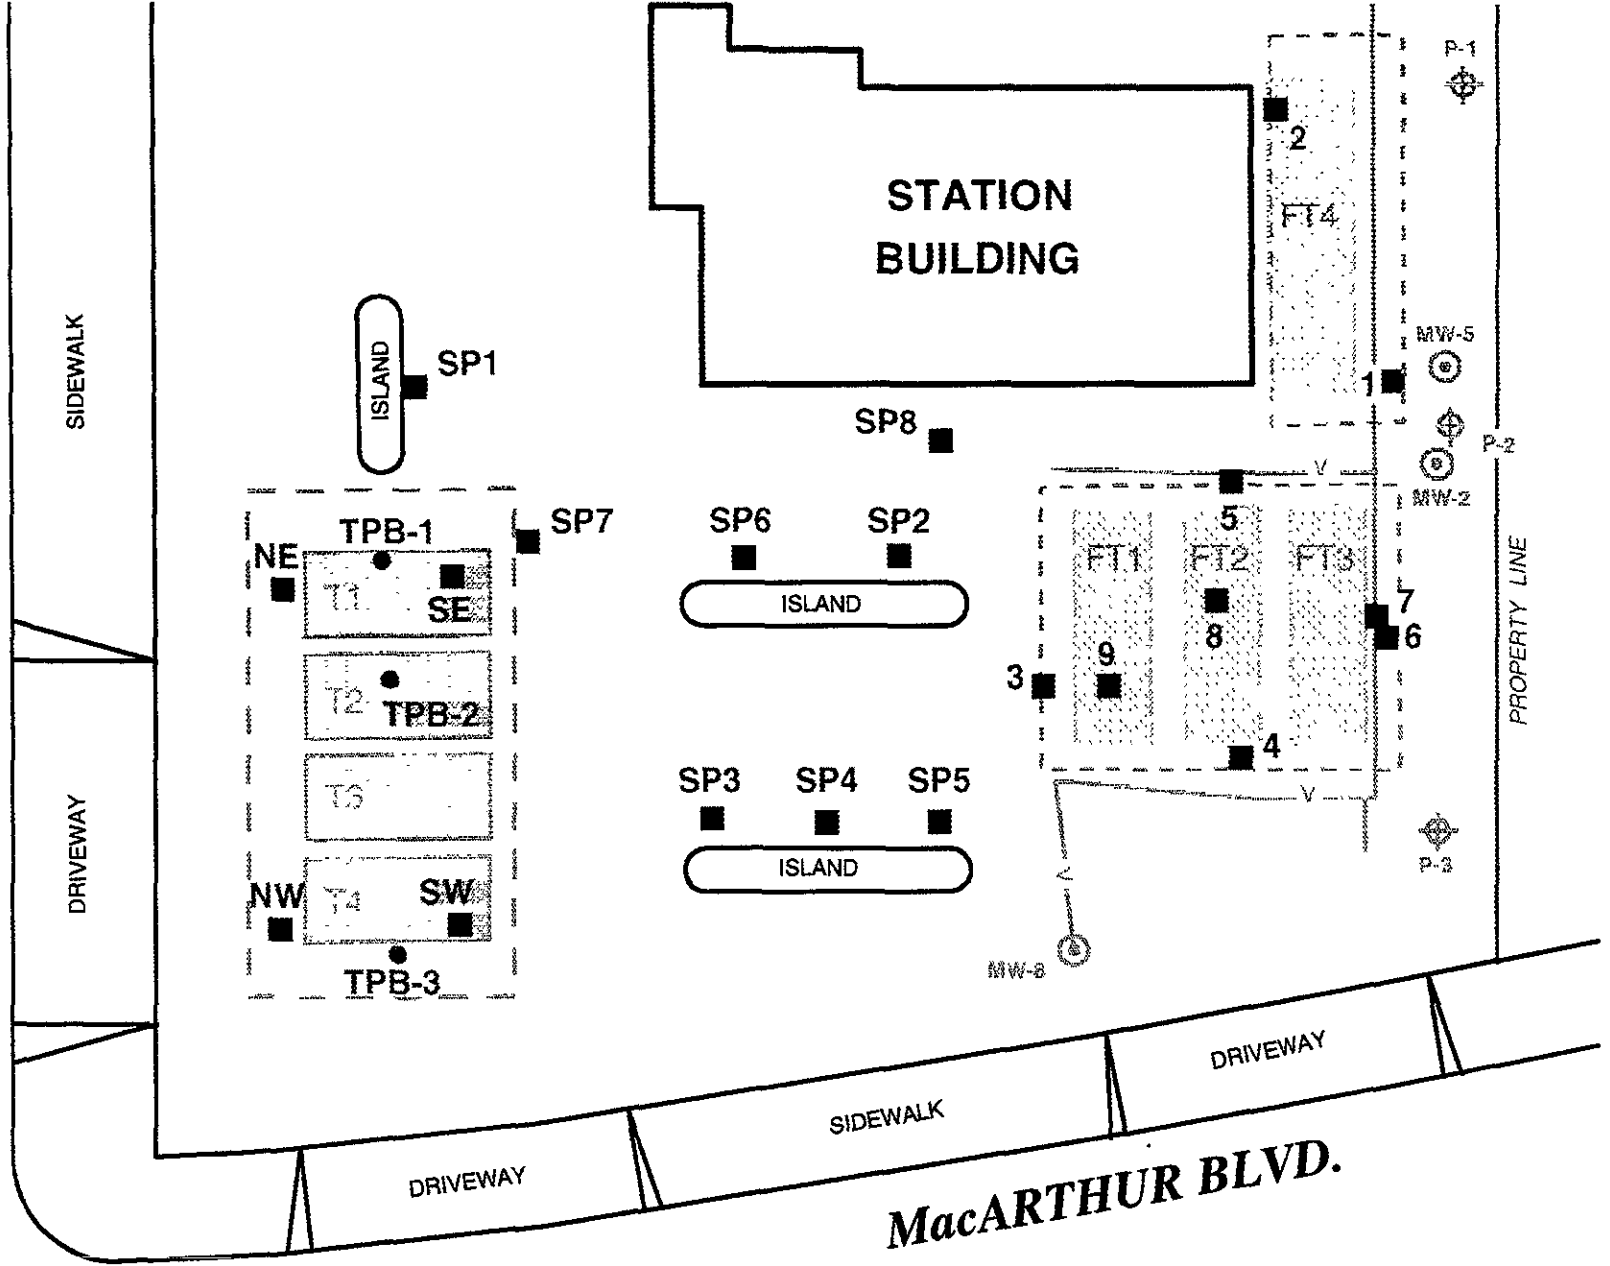 P-1
2
STATION
BUILDING
FT4
SIDEWALK
ISLAND
SP1
MW-5
1
SP8
P-2
V
MW-2
TPB-1
SP7
SP6
SP2
5
NE
T1
SE
FT1
FT2
FT3
ISLAND
7
6
8
9
3
PROPERTY LINE
T2
TPB-2
4
SP3
SP4
SP5
T3
V
DRIVEWAY
ISLAND
P-3
NW
T4
SW
V
TPB-3
DRIVEWAY
SIDEWALK
DRIVEWAY
MacARTHUR BLVD.